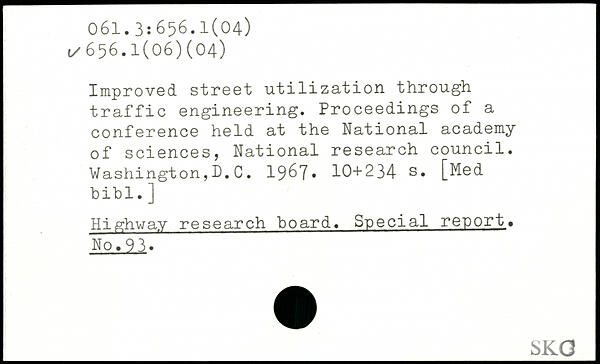 061.3:656.1(04)
✓656.1(06)(04)
Improved street utilization through
traffic engineering. Proceedings of a
conference held at the National academy
of sciences, National research council.
Washington,D.C. 1967. 10+234 s. [Med
bibl.]
Highway research board. Special report.
No.93.